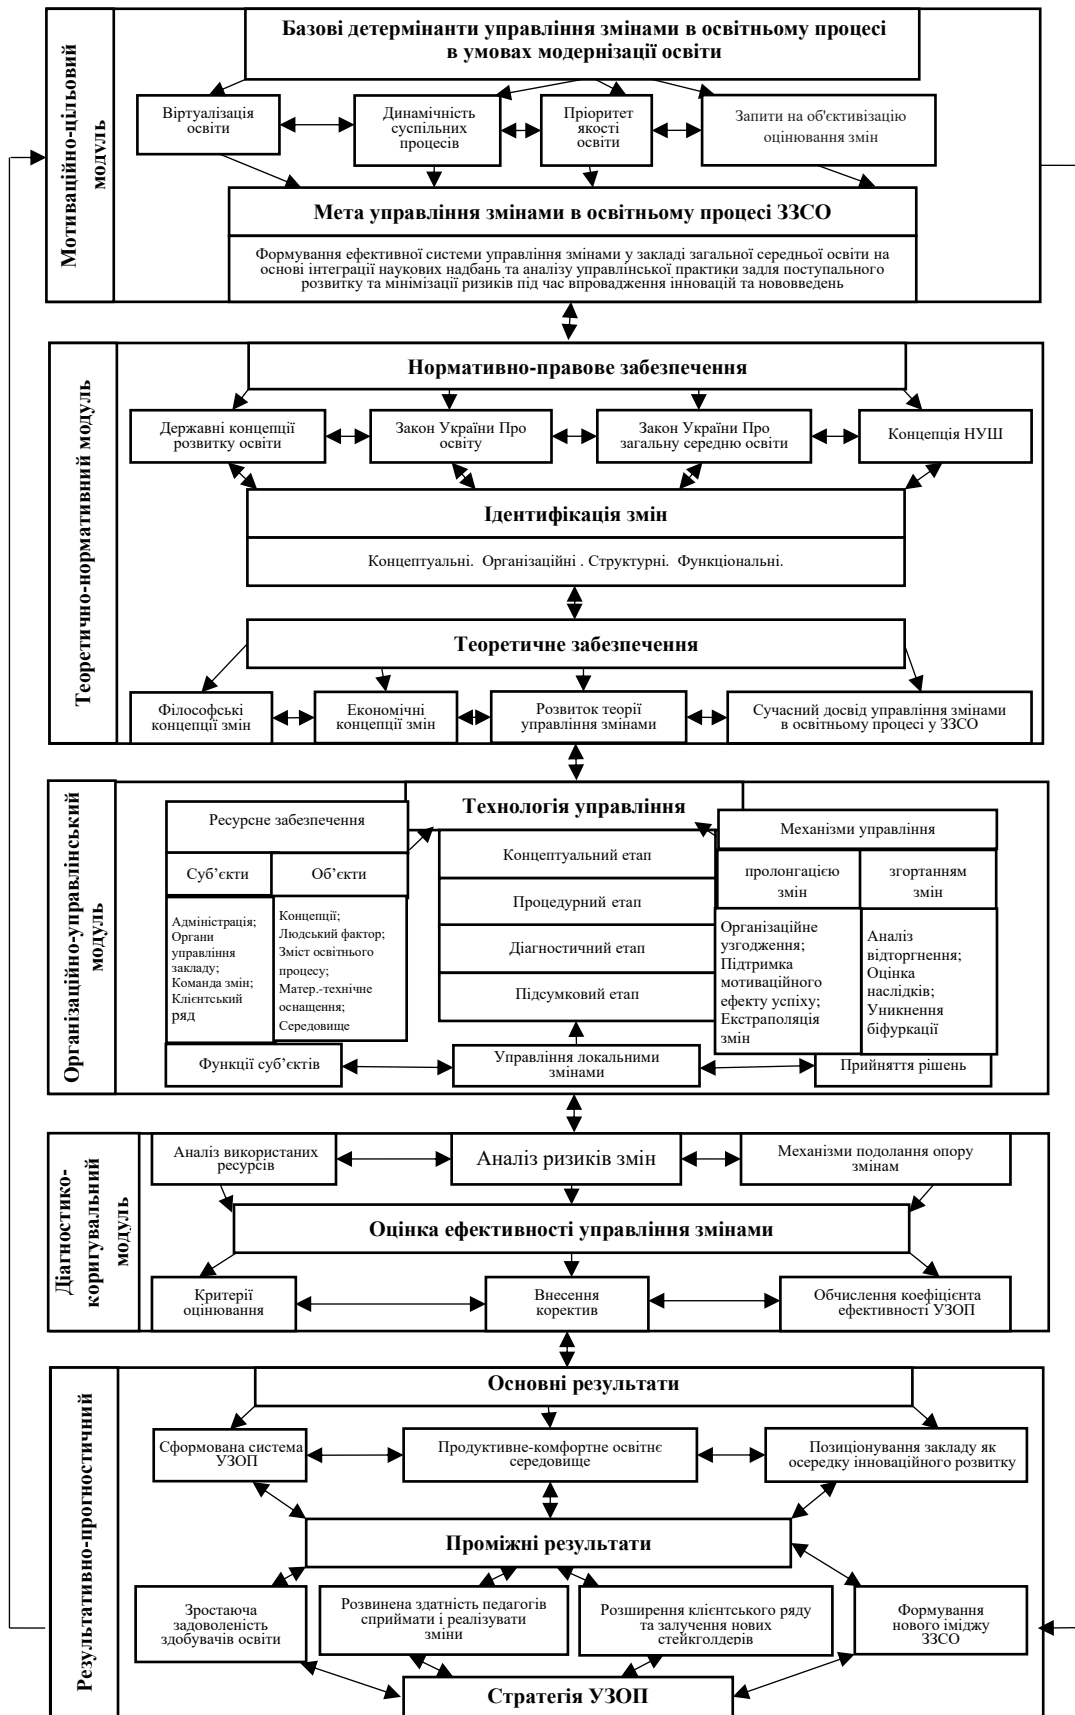 Мотиваційно-цільовий
модуль
Базові детермінанти управління змінами в освітньому процесі
в умовах модернізації освіти
Віртуалізація
освіти
Динамічність
суспільних
процесів
Пріоритет
якості
освіти
Запити на об'єктивізацію
оцінювання змін
Мета управління змінами в освітньому процесі ЗЗСО
Формування ефективної системи управління змінами у закладі загальної середньої освіти на
основі інтеграції наукових надбань та аналізу управлінської практики задля поступального
розвитку та мінімізації ризиків під час впровадження інновацій та нововведень
Теоретично-нормативний модуль
Нормативно-правове забезпечення
Державні концепції
розвитку освіти
Закон України Про
освіту
Закон України Про
загальну середню освіти
Концепція НУШ
Ідентифікація змін
Концептуальні. Організаційні . Структурні. Функціональні.
Теоретичне забезпечення
Філософські
концепції змін
Економічні
концепції змін
Розвиток теорії
управління змінами
Сучасний досвід управління змінами
в освітньому процесі у ЗЗСО
Організаційно-управлінський
модуль
Технологія управління
Ресурсне забезпечення
Суб’єкти
Об’єкти
Адміністрація;
Органи
управління
закладу;
Команда змін;
Клієнтський
ряд
Концепції;
Людський фактор;
Зміст освітнього
процесу;
Матер.-технічне
оснащення;
Середовище
Концептуальний етап
Процедурний етап
Діагностичний етап
Підсумковий етап
Механізми управління
пролонгацією
змін
згортанням
змін
Організаційне
узгодження;
Підтримка
мотиваційного
ефекту успіху;
Екстраполяція
змін
Аналіз
відторгнення;
Оцінка
наслідків;
Уникнення
біфуркації
Функції суб’єктів
Управління локальними
змінами
Прийняття рішень
Діагностико-
коригувальний
модуль
Аналіз використаних
ресурсів
Аналіз ризиків змін
Механізми подолання опору
змінам
Оцінка ефективності управління змінами
Критерії
оцінювання
Внесення
коректив
Обчислення коефіцієнта
ефективності УЗОП
Результативно-прогностичний
Основні результати
Сформована система
УЗОП
Продуктивне-комфортне освітнє
середовище
Позиціонування закладу як
осередку інноваційного розвитку
Проміжні результати
Зростаюча
задоволеність
здобувачів освіти
Розвинена здатність педагогів
сприймати і реалізувати
зміни
Розширення клієнтського ряду
та залучення нових
стейкголдерів
Формування
нового іміджу
ЗЗСО
Стратегія УЗОП